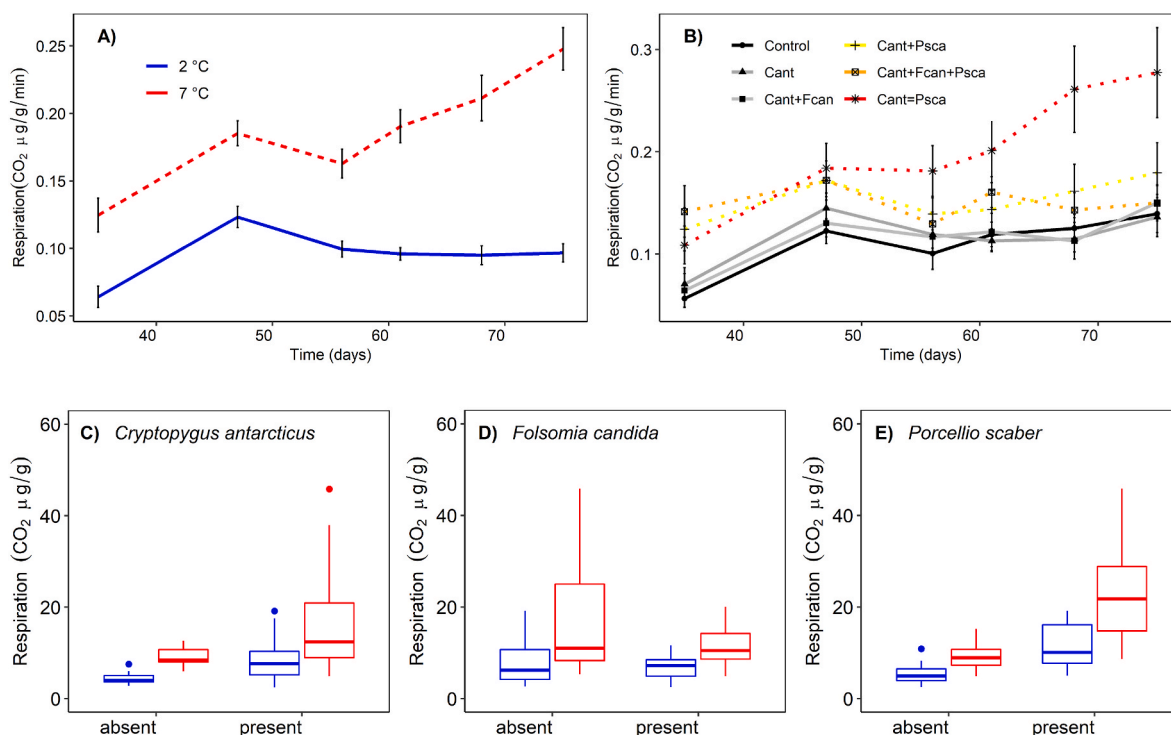 A)
2 °C
7 °C
0.25
0.20
0.15
0.10
0.05
Respiration(CO₂ μg/g/min)
40 50 60 70
Time (days)
B)
Control
Cant
Cant+Fcan
Cant+Psca
Cant+Fcan+Psca
Cant=Psca
0.3
0.2
0.1
Respiration(CO₂ μg/g/min)
40 50 60 70
Time (days)
C) Cryptopygus antarcticus
60
40
20
0
Respiration (CO₂ μg/g)
absent present
D) Folsomia candida
60
40
20
0
Respiration (CO₂ μg/g)
absent present
E) Porcellio scaber
60
40
20
0
Respiration (CO₂ μg/g)
absent present